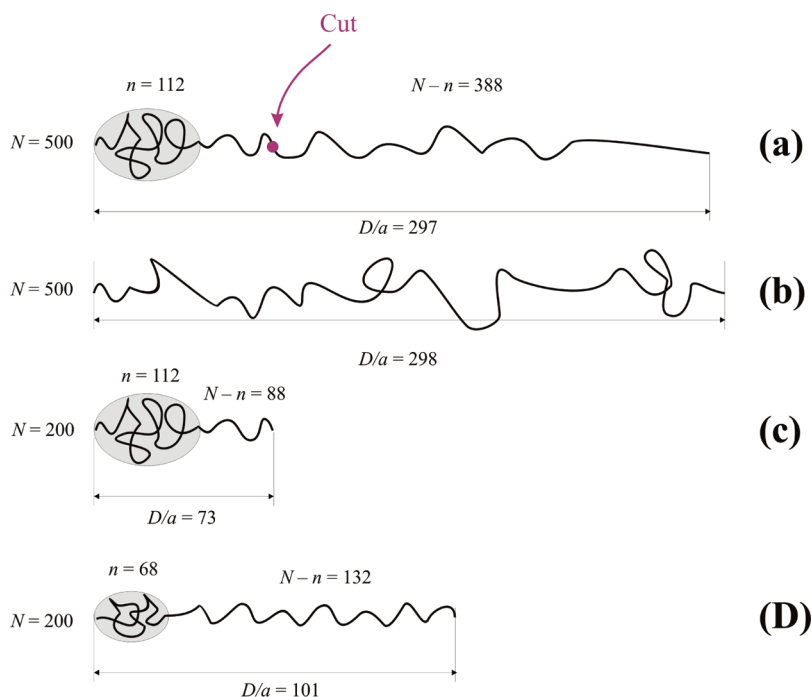 Cut
n = 112
N – n = 388
N = 500
(a)
D/a = 297
N = 500
(b)
D/a = 298
n = 112
N – n = 88
N = 200
(c)
D/a = 73
n = 68
N – n = 132
N = 200
(D)
D/a = 101